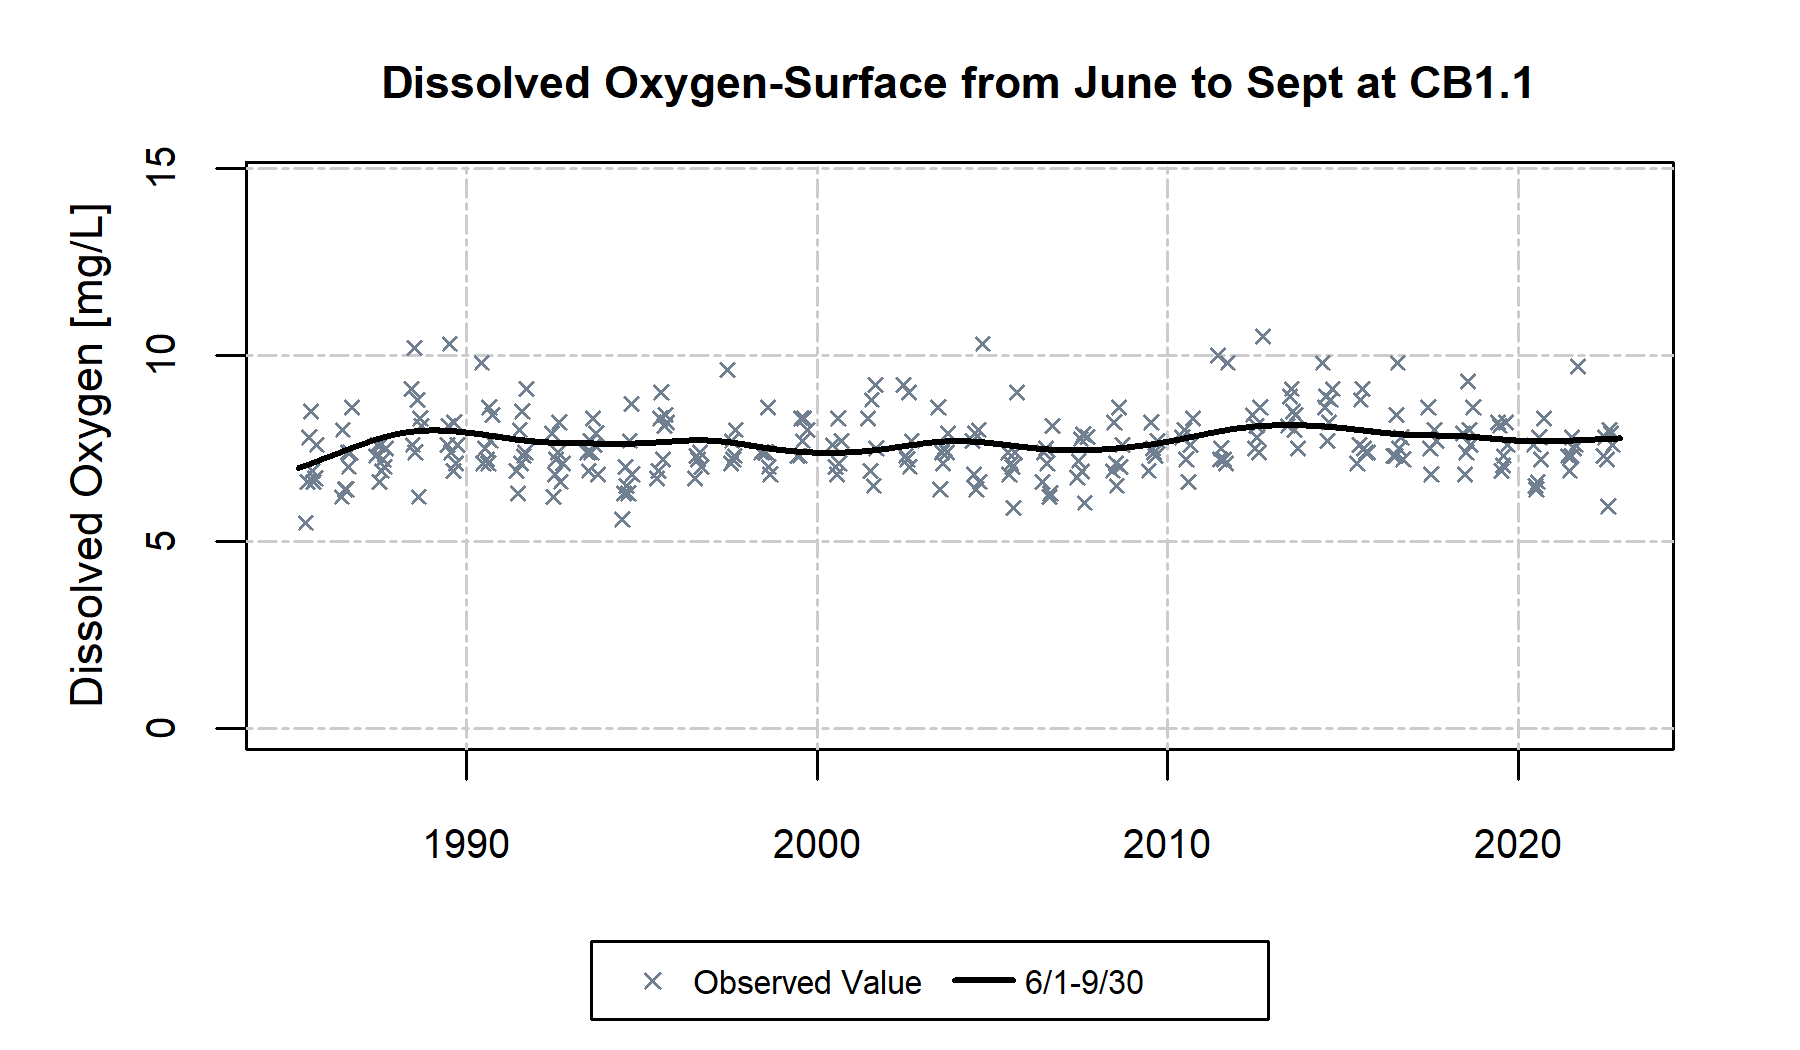 Dissolved Oxygen-Surface from June to Sept at CB1.1
Dissolved Oxygen [mg/L]
15
10
5
0
1990 2000 2010 2020
Observed Value 6/1-9/30